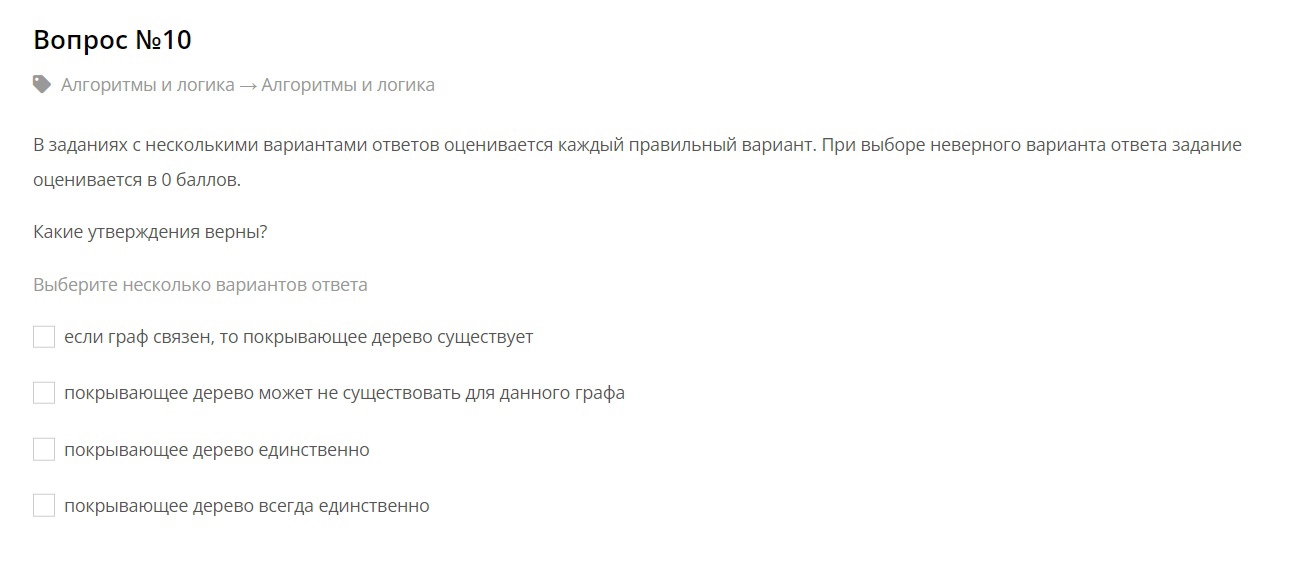 Вопрос №10
Алгоритмы и логика → Алгоритмы и логика
В заданиях с несколькими вариантами ответов оценивается каждый правильный вариант. При выборе неверного варианта ответа задание
оценивается в 0 баллов.
Какие утверждения верны?
Выберите несколько вариантов ответа
если граф связен, то покрывающее дерево существует
покрывающее дерево может не существовать для данного графа
покрывающее дерево единственно
покрывающее дерево всегда единственно